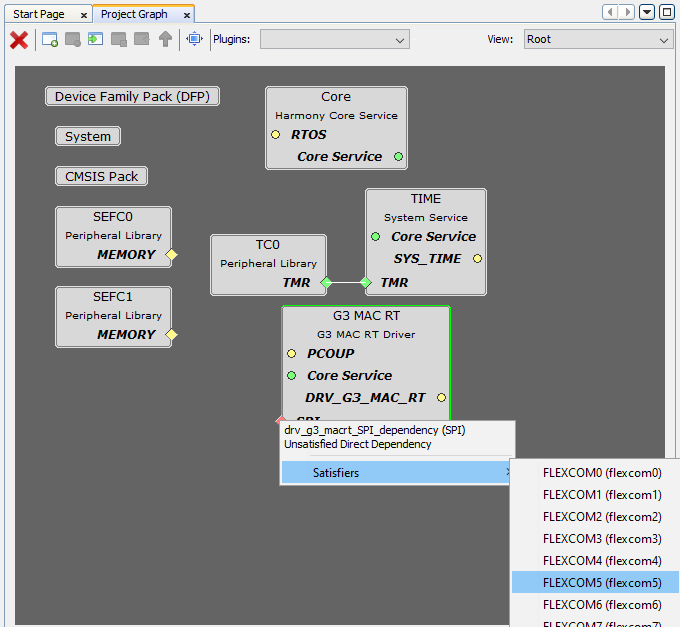 Start Page
Project Graph
Plugins:
View:
Root
Device Family Pack (DFP)
System
CMSIS Pack
Core
Harmony Core Service
RTOS
Core Service
SEFC0
Peripheral Library
MEMORY
TC0
Peripheral Library
TMR
TIME
System Service
Core Service
SYS_TIME
TMR
SEFC1
Peripheral Library
MEMORY
G3 MAC RT
G3 MAC RT Driver
PCOUP
Core Service
DRV_G3_MAC_RT
SPI
drv_g3_macrt_SPI_dependency (SPI)
Unsatisfied Direct Dependency
Satisfiers
FLEXCOM0 (flexcom0)
FLEXCOM1 (flexcom1)
FLEXCOM2 (flexcom2)
FLEXCOM3 (flexcom3)
FLEXCOM4 (flexcom4)
FLEXCOM5 (flexcom5)
FLEXCOM6 (flexcom6)
FLEXCOM7 (flexcom7)